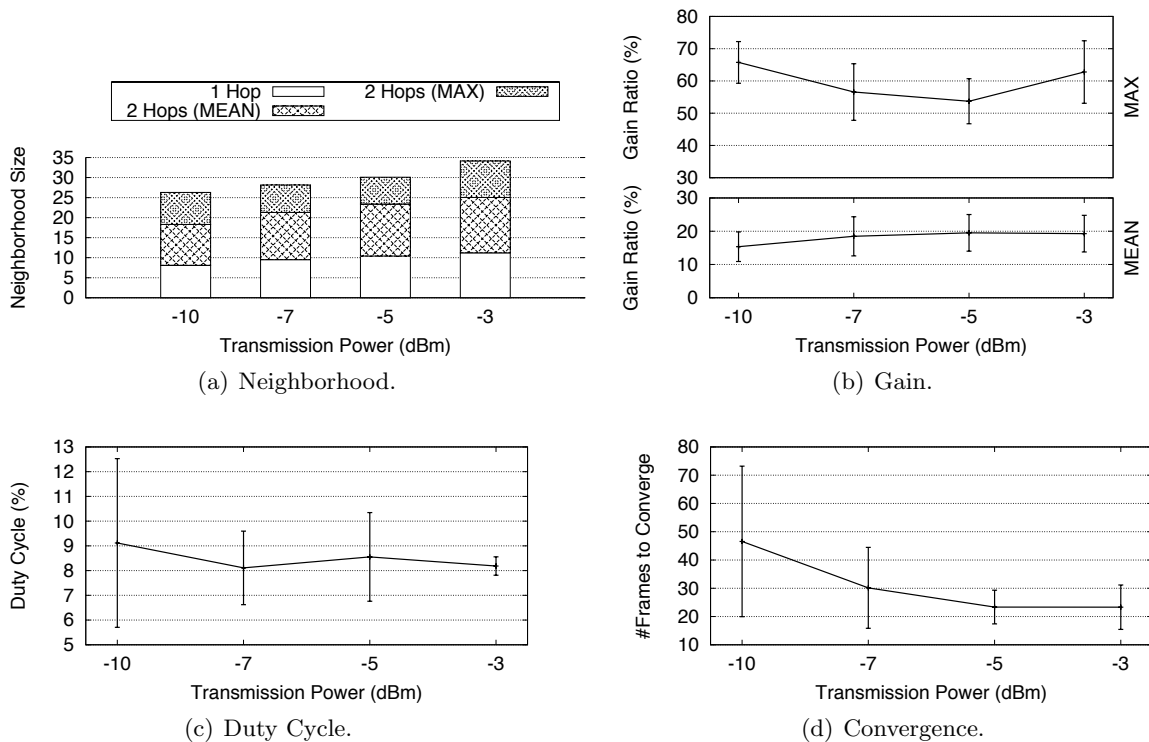 1 Hop
2 Hops (MEAN)
2 Hops (MAX)
Neighborhood Size
35
30
25
20
15
10
5
0
-10 -7 -5 -3
Transmission Power (dBm)
(a) Neighborhood.
Gain Ratio (%)
80
70
60
50
40
30
MAX
Gain Ratio (%)
30
20
10
0
MEAN
-10 -7 -5 -3
Transmission Power (dBm)
(b) Gain.
Duty Cycle (%)
13
12
11
10
9
8
7
6
5
-10 -7 -5 -3
Transmission Power (dBm)
(c) Duty Cycle.
#Frames to Converge
80
70
60
50
40
30
20
10
-10 -7 -5 -3
Transmission Power (dBm)
(d) Convergence.